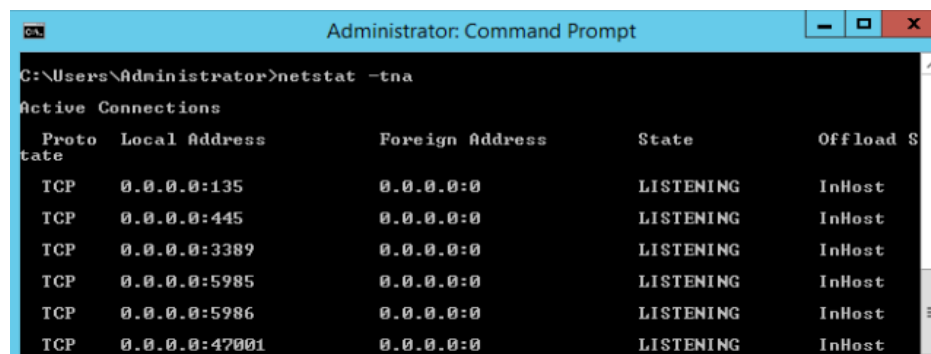 Administrator: Command Prompt
C:\Users\Administrator>netstat -tna
Active Connections
Proto Local Address Foreign Address State Offload S
tate
TCP 0.0.0.0:135 0.0.0.0:0 LISTENING InHost
TCP 0.0.0.0:445 0.0.0.0:0 LISTENING InHost
TCP 0.0.0.0:3389 0.0.0.0:0 LISTENING InHost
TCP 0.0.0.0:5985 0.0.0.0:0 LISTENING InHost
TCP 0.0.0.0:5986 0.0.0.0:0 LISTENING InHost
TCP 0.0.0.0:47001 0.0.0.0:0 LISTENING InHost